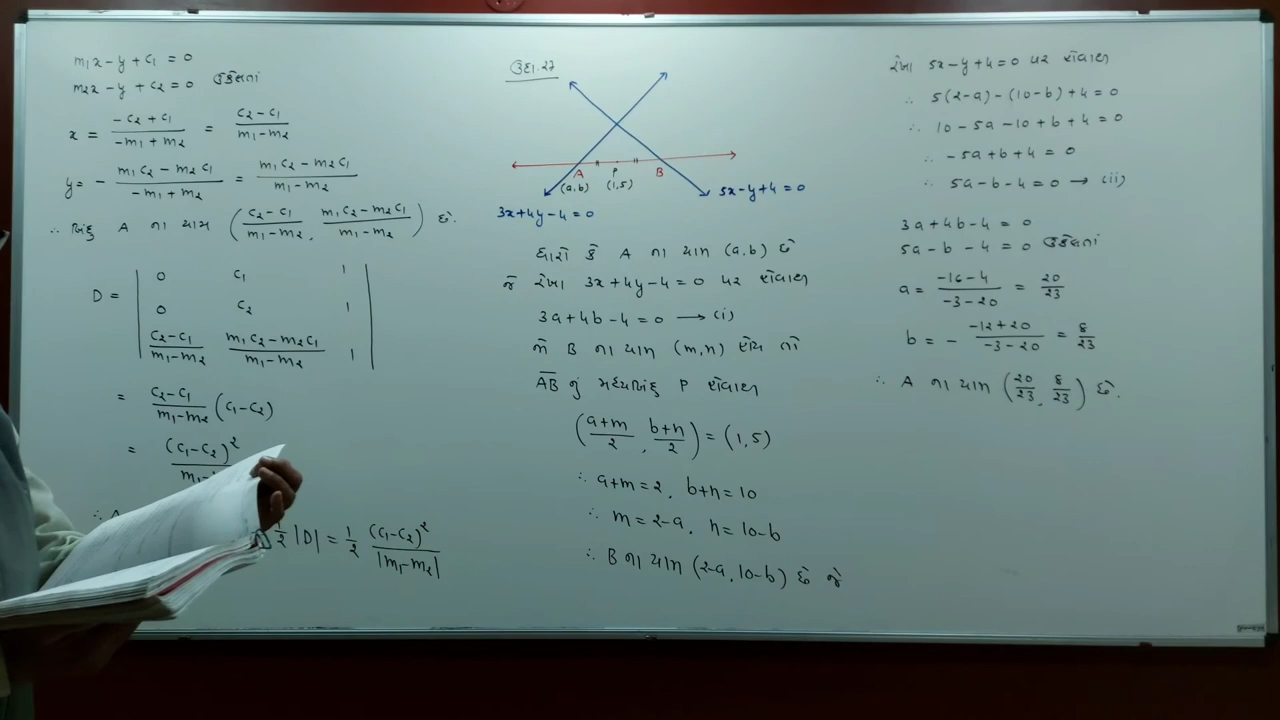 m₁x - y + c₁ = 0
m₂x - y + c₂ = 0 ઉકેલતાં
x = (-c₂ + c₁)/(-m₁ + m₂) = (c₂ - c₁)/(m₁ - m₂)
y = - (m₁c₂ - m₂c₁)/(-m₁ + m₂) = (m₁c₂ - m₂c₁)/(m₁ - m₂)
∴ બિંદુ A ના યામ ((c₂ - c₁)/(m₁ - m₂), (m₁c₂ - m₂c₁)/(m₁ - m₂)) છે.
D = | 0 c₁ 1
0 c₂ 1
(c₂ - c₁)/(m₁ - m₂) (m₁c₂ - m₂c₁)/(m₁ - m₂) 1 |
= (c₂ - c₁)/(m₁ - m₂) (c₁ - c₂)
= (c₁ - c₂)²/m₁-
∴ 
1/2 |D| = 1/2 (c₁ - c₂)²/|m₁ - m₂|
ઉદા.૨૭
A P B
(a,b) (1,5)
5x - y + 4 = 0
3x + 4y - 4 = 0
ધારો કે A ના યામ (a,b) છે
જે રેખા 3x + 4y - 4 = 0 પર હોવાથી
3a + 4b - 4 = 0 → (i)
જો B ના યામ (m,n) હોય તો
AB નું મધ્યબિંદુ P હોવાથી
((a+m)/2, (b+n)/2) = (1,5)
∴ a+m = 2, b+n = 10
∴ m = 2-a, n = 10-b
∴ B ના યામ (2-a, 10-b) છે જે
રેખા 5x - y + 4 = 0 પર હોવાથી
∴ 5(2-a) - (10-b) + 4 = 0
∴ 10 - 5a - 10 + b + 4 = 0
∴ -5a + b + 4 = 0
∴ 5a - b - 4 = 0 → (ii)
3a + 4b - 4 = 0
5a - b - 4 = 0 ઉકેલતાં
a = (-16 - 4)/(-3 - 20) = 20/23
b = - (-12 + 20)/(-3 - 20) = 8/23
∴ A ના યામ (20/23, 8/23) છે.